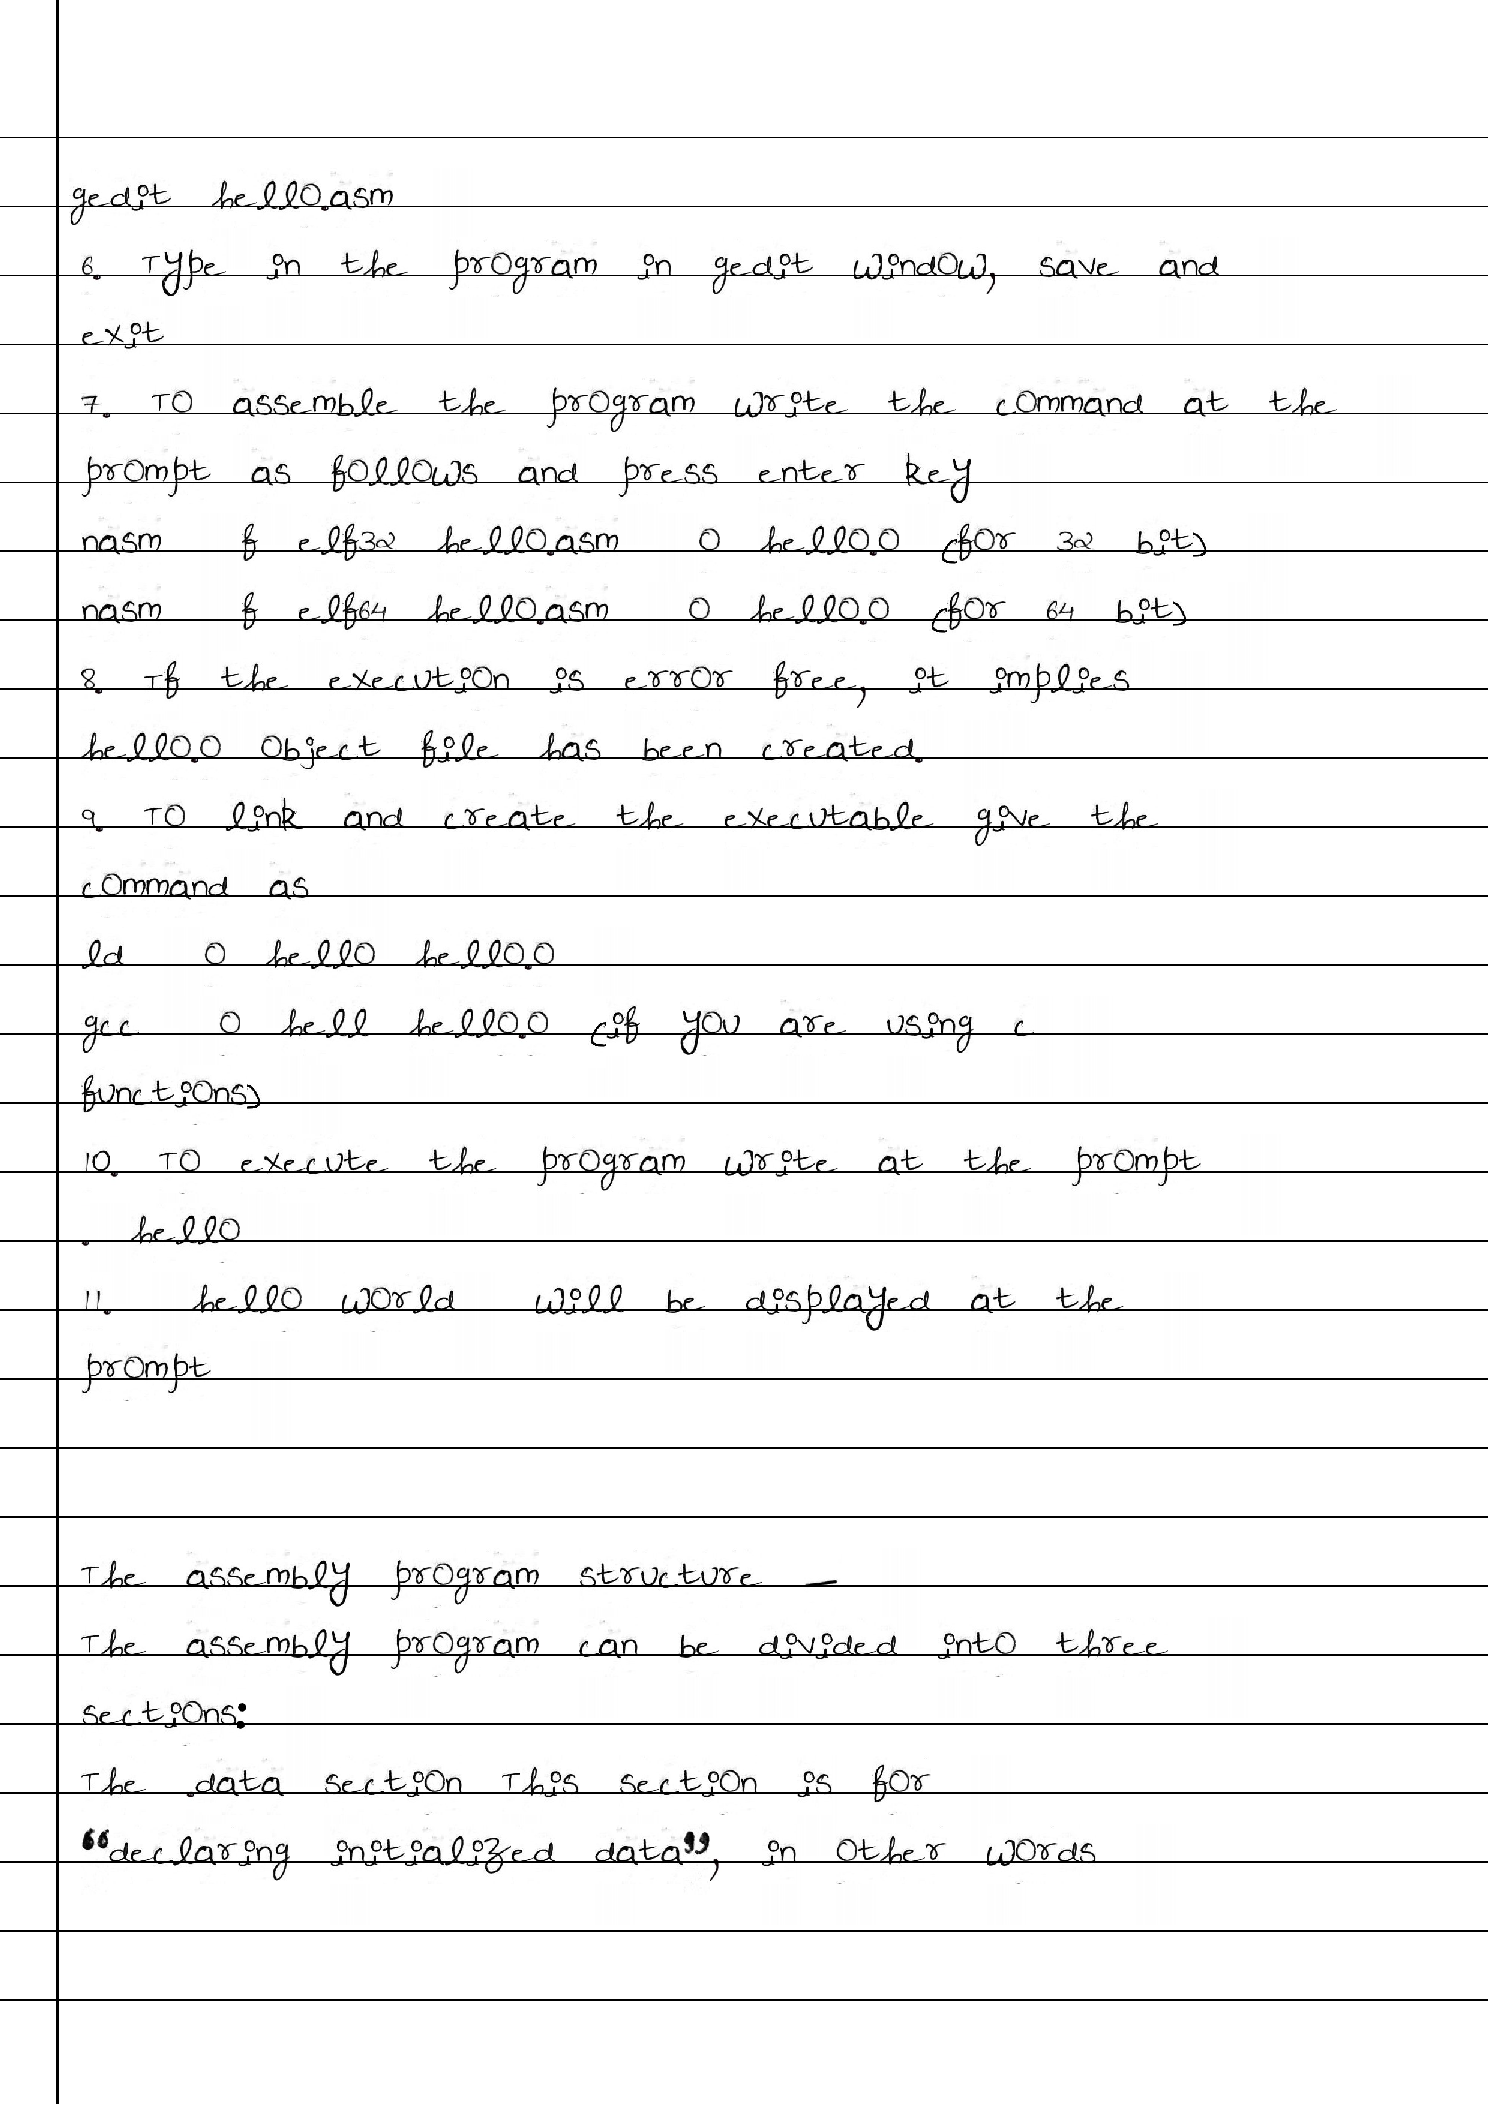 gedit hello.asm
6. Type in the program in gedit window, save and
exit
7. To assemble the program write the command at the
prompt as follows and press enter key
nasm f elf32 hello.asm o hello.o (for 32 bit)
nasm f elf64 hello.asm o hello.o (for 64 bit)
8. If the execution is error free, it implies
hello.o object file has been created.
9. To link and create the executable give the
command as
ld o hello hello.o
gcc o hell hello.o (if you are using c
functions)
10. To execute the program write at the prompt
. hello
11. hello world will be displayed at the
prompt
The assembly program structure —
The assembly program can be divided into three
sections:
The .data section This section is for
“declaring initialized data”, in other words